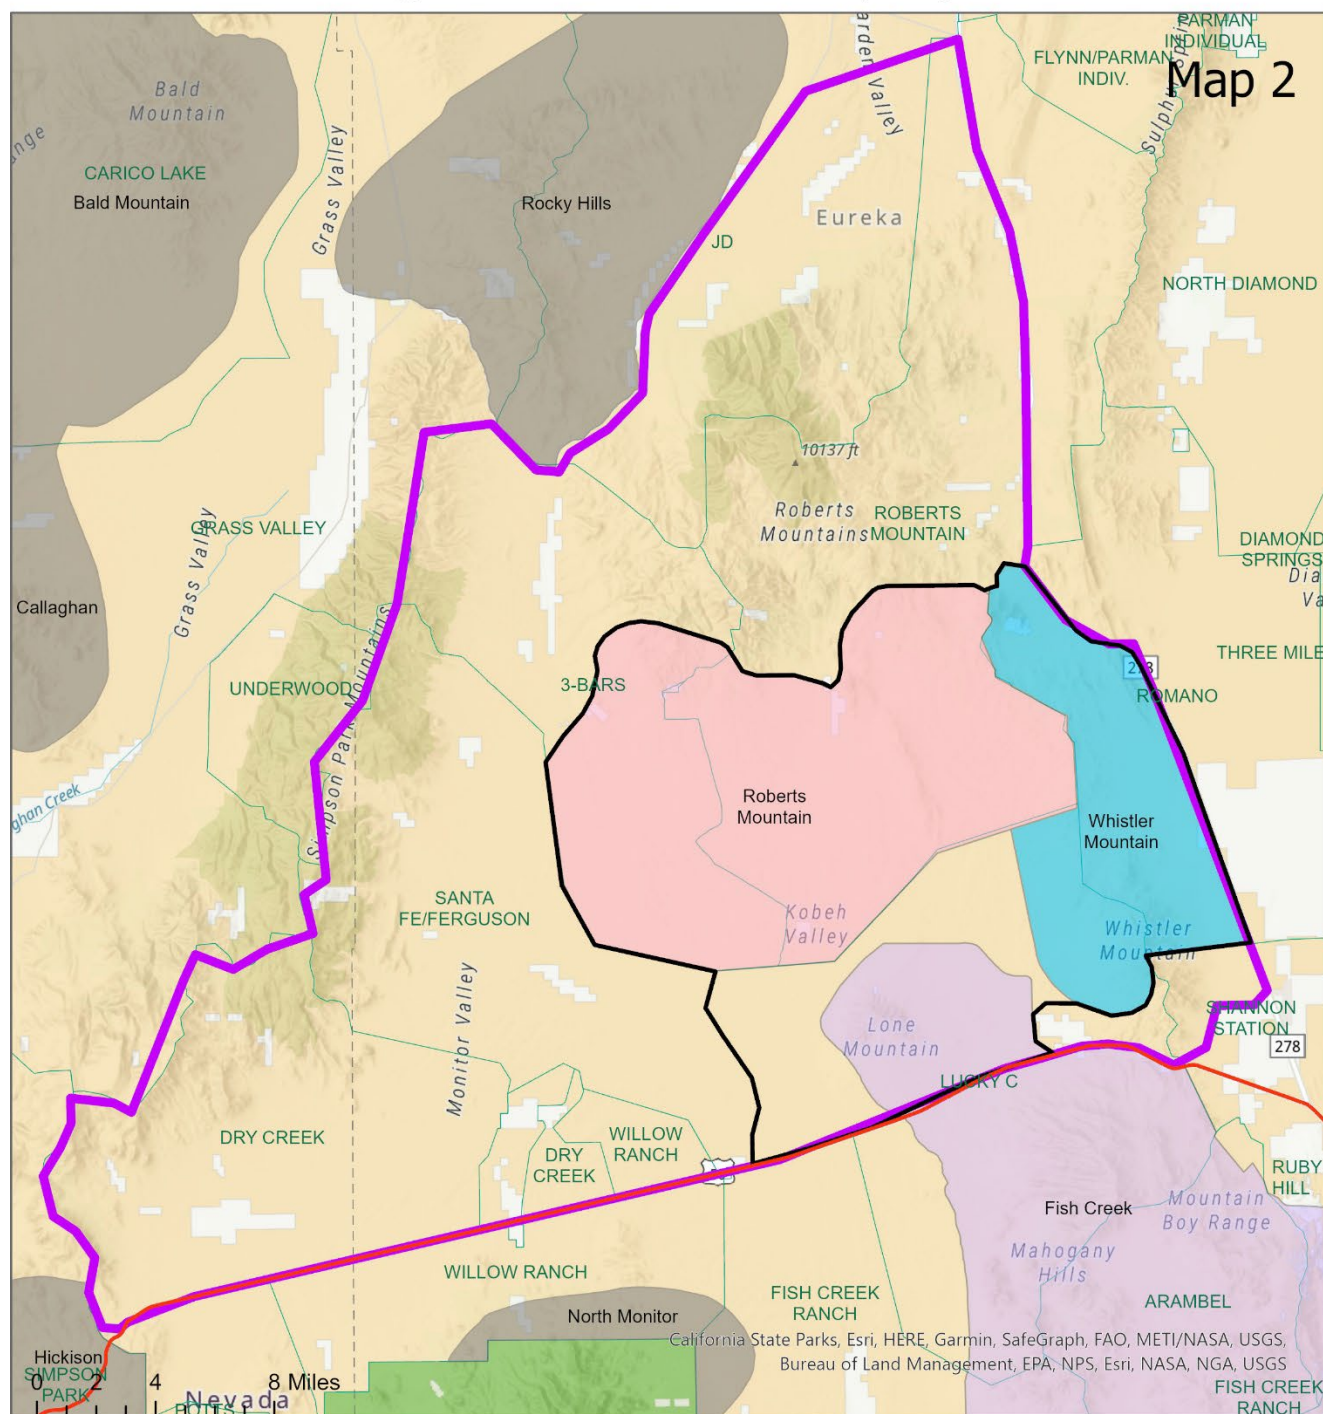 PARMAN
INDIVIDUAL
FLYNN/PARMAN
INDIV.
Map 2
Bald
Mountain
Grass Valley
CARICO LAKE
Bald Mountain
Rocky Hills
Eureka
JD
NORTH DIAMOND
10137 ft
Roberts
Mountains
ROBERTS
MOUNTAIN
GRASS VALLEY
Grass Valley
DIAMOND
SPRINGS
Callaghan
THREE MILE
278
ROMANO
3-BARS
UNDERWOOD
Simpson Park Mountains
Roberts
Mountain
Whistler
Mountain
SANTA
FE/FERGUSON
Kobeh
Valley
Whistler
Mountain
Monitor Valley
Lone
Mountain
SHANNON
STATION
278
LUCKY C
DRY CREEK
DRY
CREEK
WILLOW
RANCH
RUBY
HILL
Fish Creek
Mountain
Boy Range
Mahogany
Hills
WILLOW RANCH
FISH CREEK
RANCH
ARAMBEL
North Monitor
California State Parks, Esri, HERE, Garmin, SafeGraph, FAO, METI/NASA, USGS,
Bureau of Land Management, EPA, NPS, Esri, NASA, NGA, USGS
Hickison
SIMPSON
PARK
0 2 4 8 Miles
Nevada
FISH CREEK
RANCH